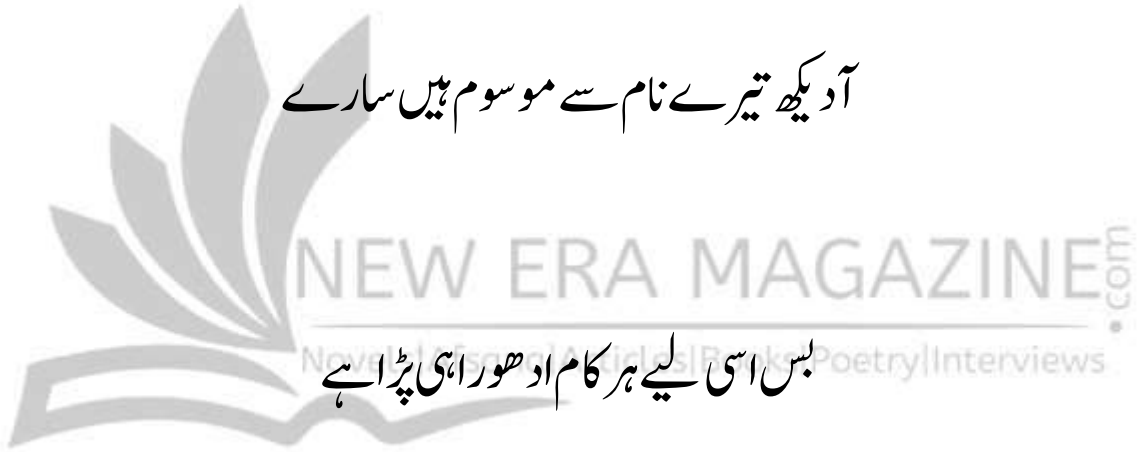 آ دیکھ تیرے نام سے موسوم ہیں سارے
NEW ERA MAGAZINE.com
Novels|Afsana|Articles|Books|Poetry|Interviews
بس اسی لیے ہر کام ادھورا ہی پڑا ہے